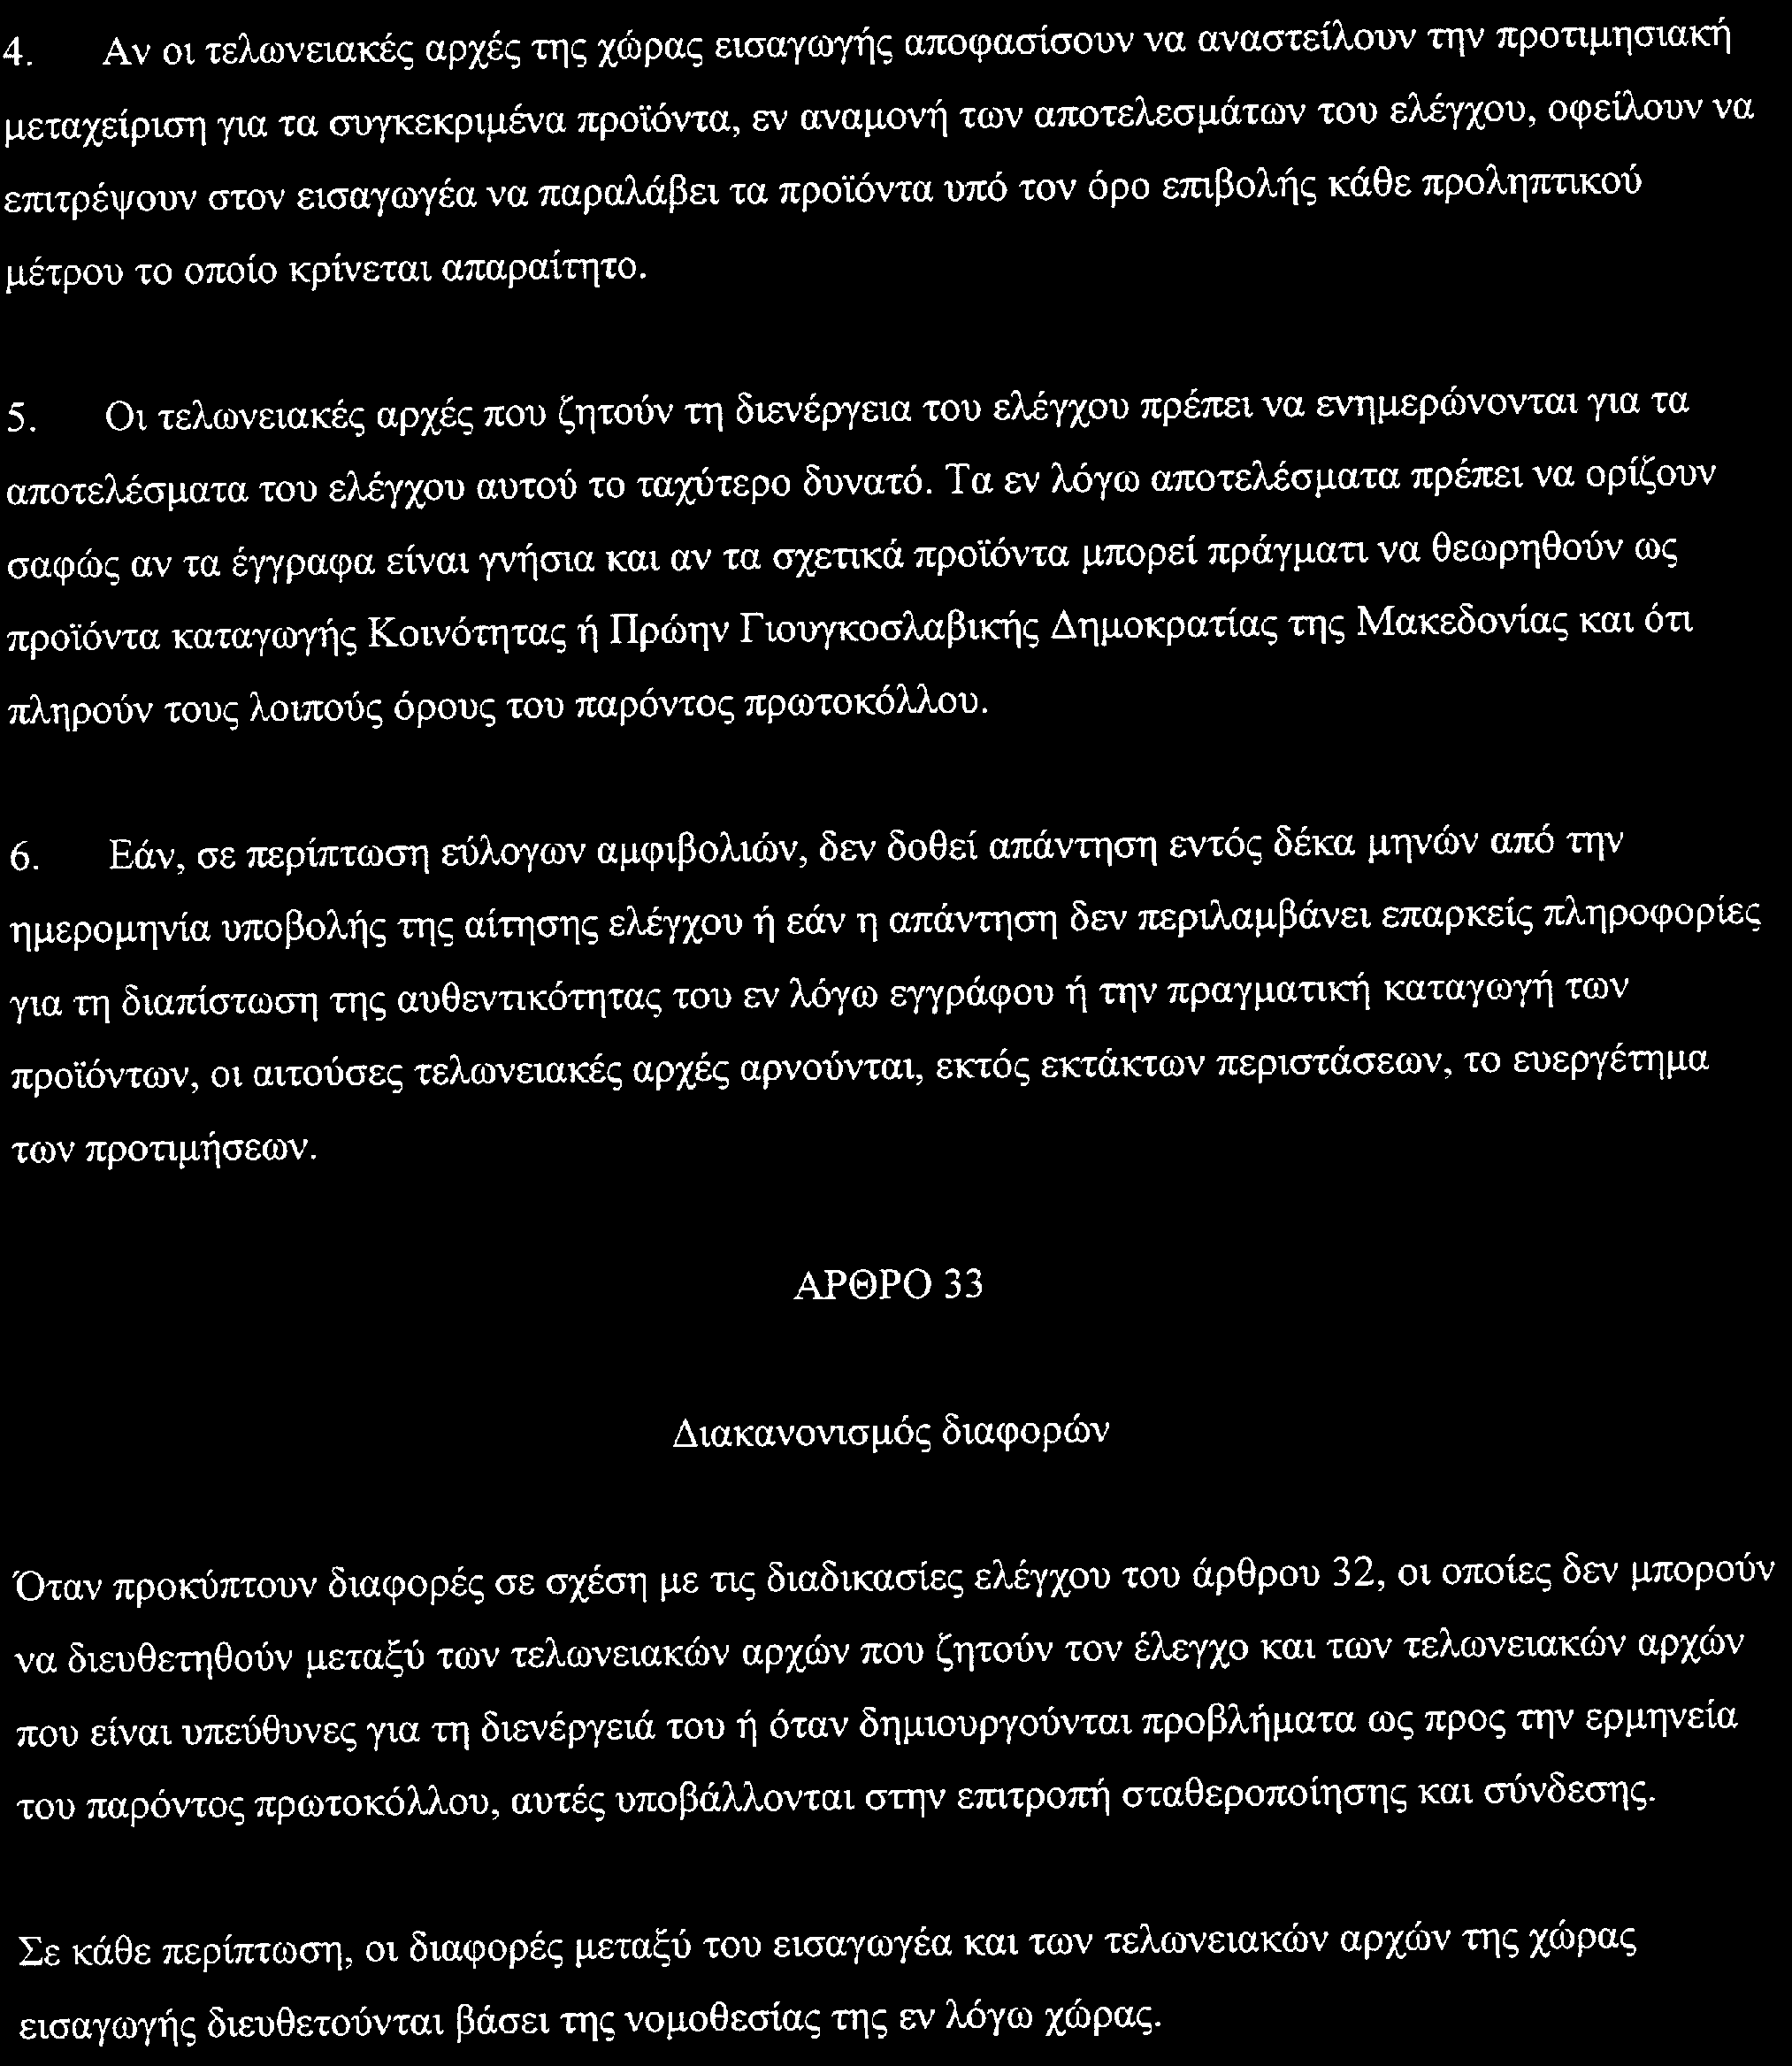 4. Αν οι τελωνειακές αρχές της χώρας εισαγωγής αποφασίσουν να αναστείλουν την προτιμησιακή
μεταχείριση για τα συγκεκριμένα προϊόντα, εν αναμονή των αποτελεσμάτων του ελέγχου, οφείλουν να
επιτρέψουν στον εισαγωγέα να παραλάβει τα προϊόντα υπό τον όρο επιβολής κάθε προληπτικού
μέτρου το οποίο κρίνεται απαραίτητο.
5. Οι τελωνειακές αρχές που ζητούν τη διενέργεια του ελέγχου πρέπει να ενημερώνονται για τα
αποτελέσματα του ελέγχου αυτού το ταχύτερο δυνατό. Τα εν λόγω αποτελέσματα πρέπει να ορίζουν
σαφώς αν τα έγγραφα είναι γνήσια και αν τα σχετικά προϊόντα μπορεί πράγματι να θεωρηθούν ως
προϊόντα καταγωγής Κοινότητας ή Πρώην Γιουγκοσλαβικής Δημοκρατίας της Μακεδονίας και ότι
πληρούν τους λοιπούς όρους του παρόντος πρωτοκόλλου.
6. Εάν, σε περίπτωση εύλογων αμφιβολιών, δεν δοθεί απάντηση εντός δέκα μηνών από την
ημερομηνία υποβολής της αίτησης ελέγχου ή εάν η απάντηση δεν περιλαμβάνει επαρκείς πληροφορίες
για τη διαπίστωση της αυθεντικότητας του εν λόγω εγγράφου ή την πραγματική καταγωγή των
προϊόντων, οι αιτούσες τελωνειακές αρχές αρνούνται, εκτός εκτάκτων περιστάσεων, το ευεργέτημα
των προτιμήσεων.
ΑΡΘΡΟ 33
Διακανονισμός διαφορών
Όταν προκύπτουν διαφορές σε σχέση με τις διαδικασίες ελέγχου του άρθρου 32, οι οποίες δεν μπορούν
να διευθετηθούν μεταξύ των τελωνειακών αρχών που ζητούν τον έλεγχο και των τελωνειακών αρχών
που είναι υπεύθυνες για τη διενέργειά του ή όταν δημιουργούνται προβλήματα ως προς την ερμηνεία
του παρόντος πρωτοκόλλου, αυτές υποβάλλονται στην επιτροπή σταθεροποίησης και σύνδεσης.
Σε κάθε περίπτωση, οι διαφορές μεταξύ του εισαγωγέα και των τελωνειακών αρχών της χώρας
εισαγωγής διευθετούνται βάσει της νομοθεσίας της εν λόγω χώρας.